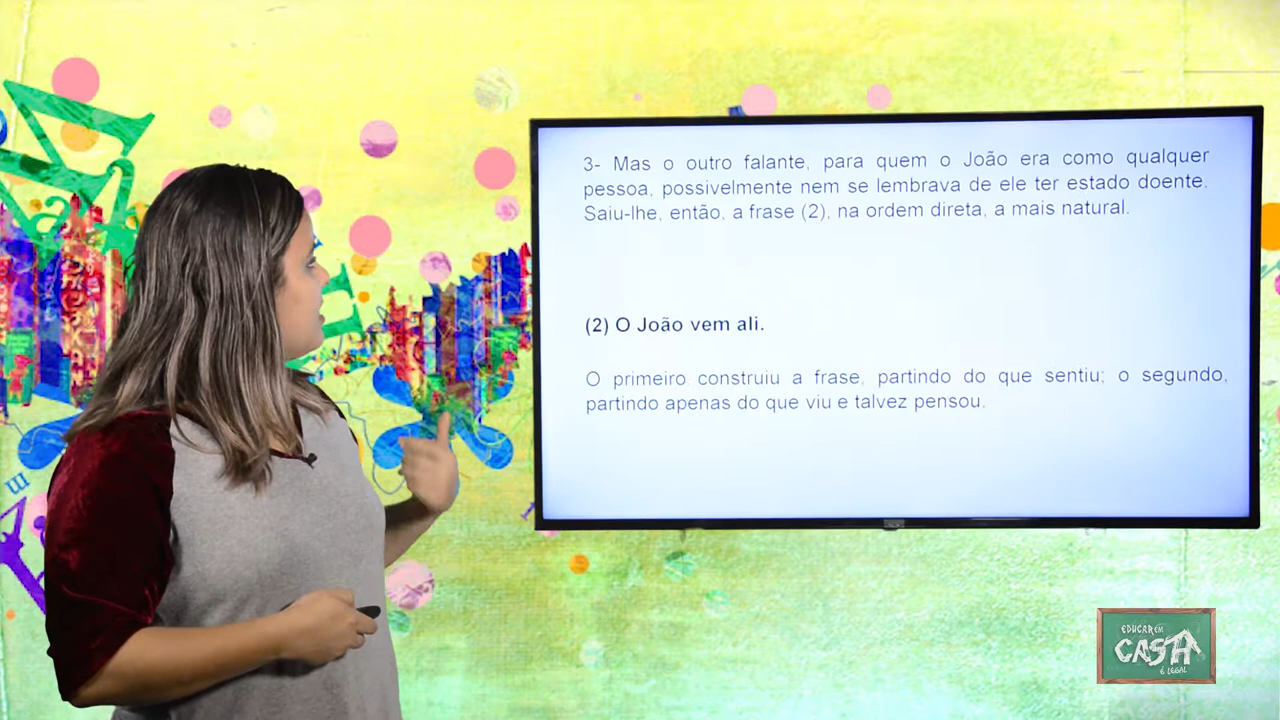 3- Mas o outro falante, para quem o João era como qualquer
pessoa, possivelmente nem se lembrava de ele ter estado doente.
Saiu-lhe, então, a frase (2), na ordem direta, a mais natural.
(2) O João vem ali.
O primeiro construiu a frase, partindo do que sentiu; o segundo,
partindo apenas do que viu e talvez pensou.
EDUCAR EM
CASA
É LEGAL